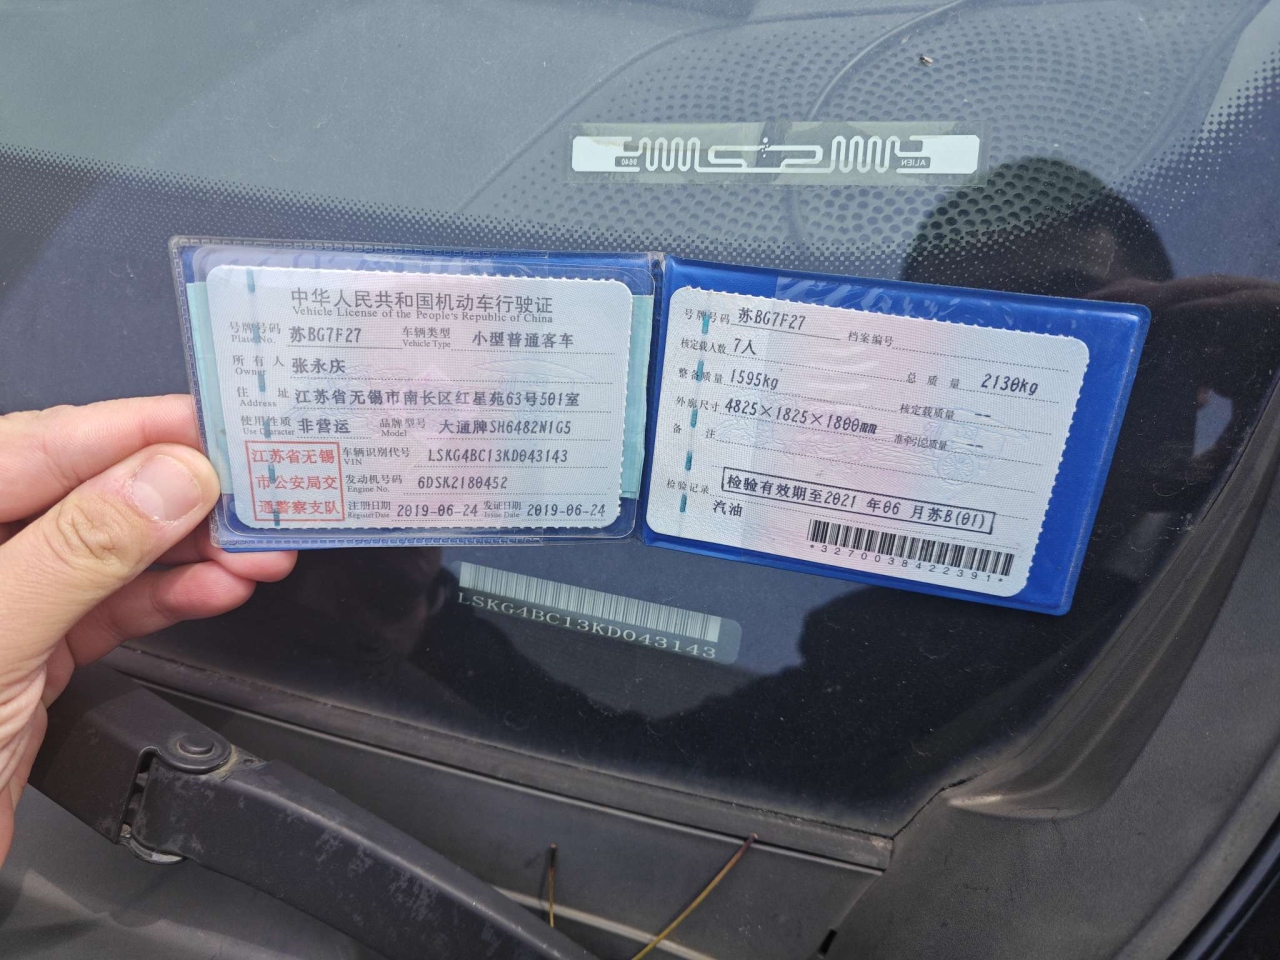 D040
ALIEN
中华人民共和国机动车行驶证
Vehicle License of the People's Republic of China
号牌号码 苏BG7F27 车辆类型 小型普通客车
Plate No. Vehicle Type
所有人 张永庆
Owner
住址 江苏省无锡市南长区红星苑63号501室
Address
使用性质 非营运 品牌型号 大通牌SH6482N1G5
Use Character Model
江苏省无锡
市公安局交
通警察支队
车辆识别代号 LSKG4BC13KD043143
VIN
发动机号码 6DSK2180452
Engine No.
注册日期 2019-06-24 发证日期 2019-06-24
Register Date Issue Date
号牌号码 苏BG7F27 档案编号
核定载人数 7人 总质量 2130kg
整备质量 1595kg 核定载质量 --
外廓尺寸 4825×1825×1800mm 准牵引总质量 --
备注
检验记录 检验有效期至2021 年06 月苏B(01)
汽油
*3270038422391*
LSKG4BC13KD043143